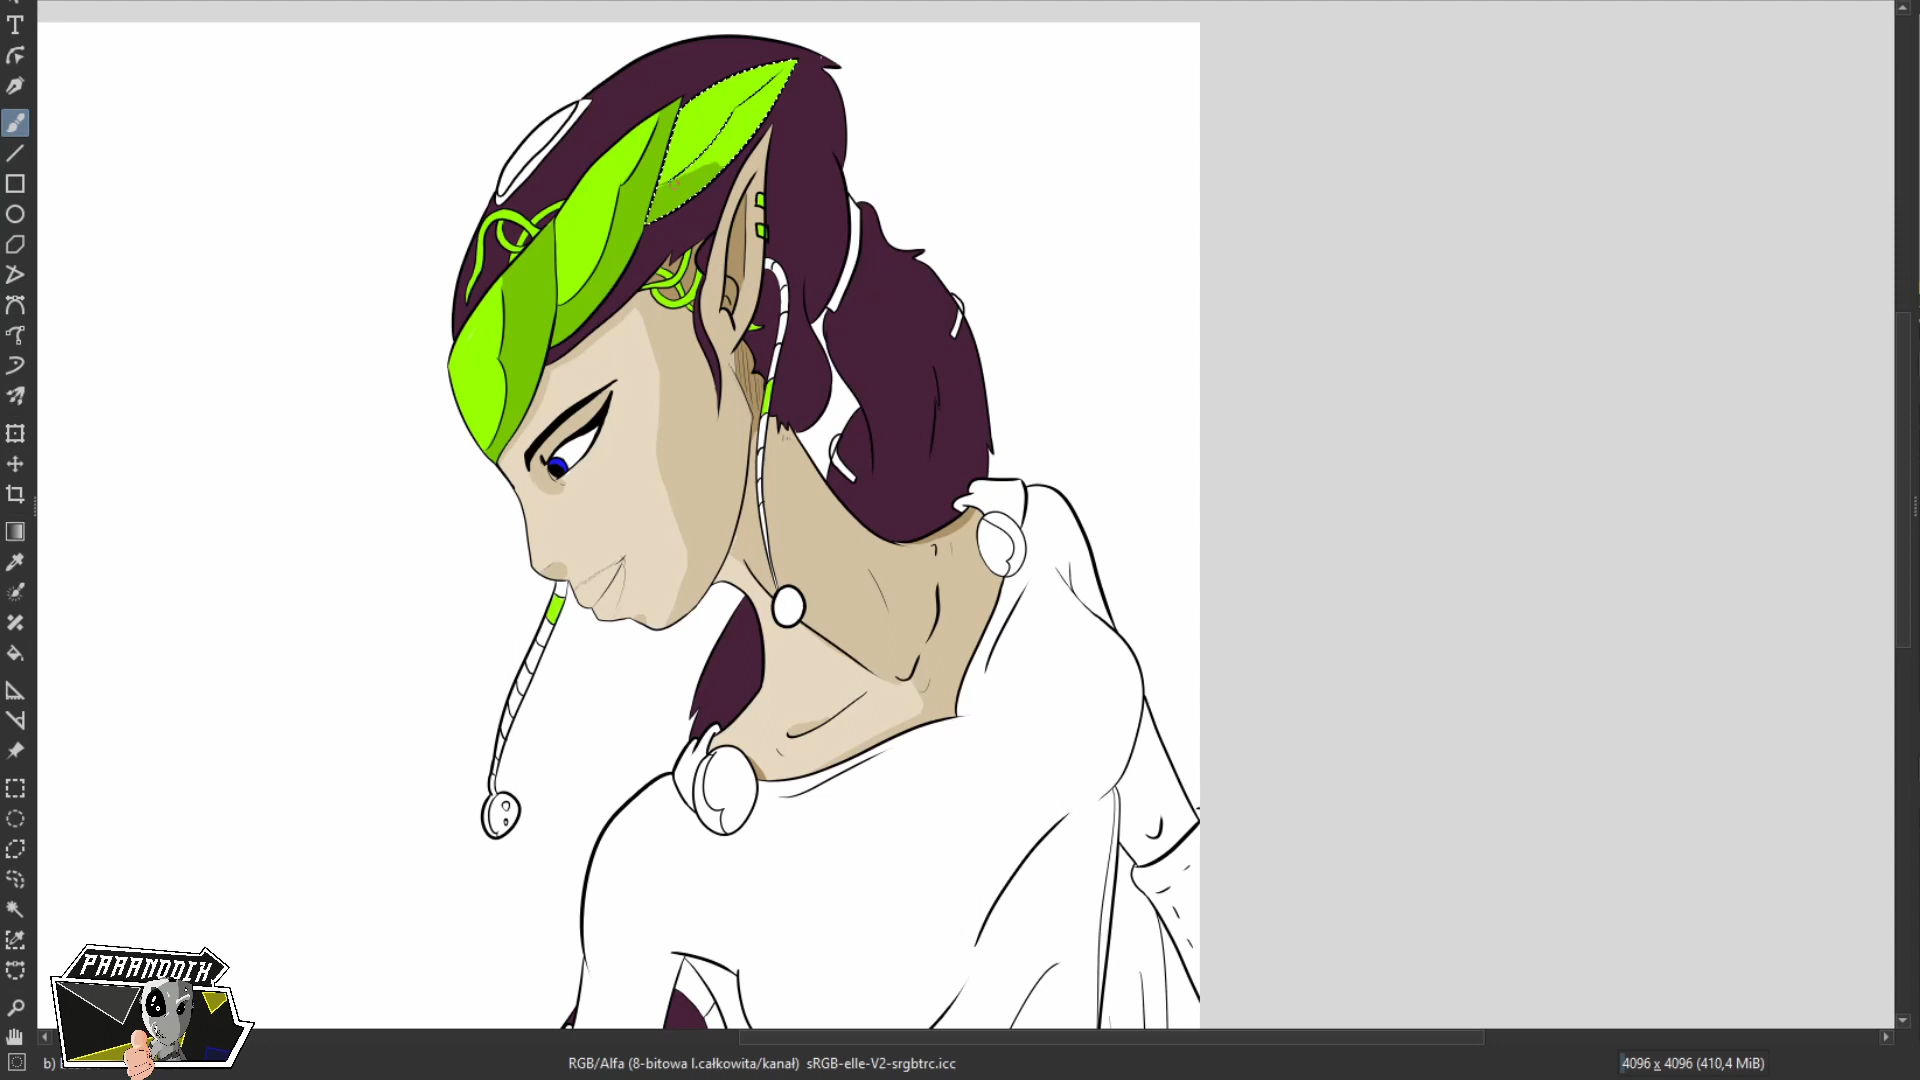 T
PARANODIX
b)
RGB/Alfa (8-bitowa l.całkowita/kanał) sRGB-elle-V2-srgbtrc.icc
4096 x 4096 (410,4 MiB)